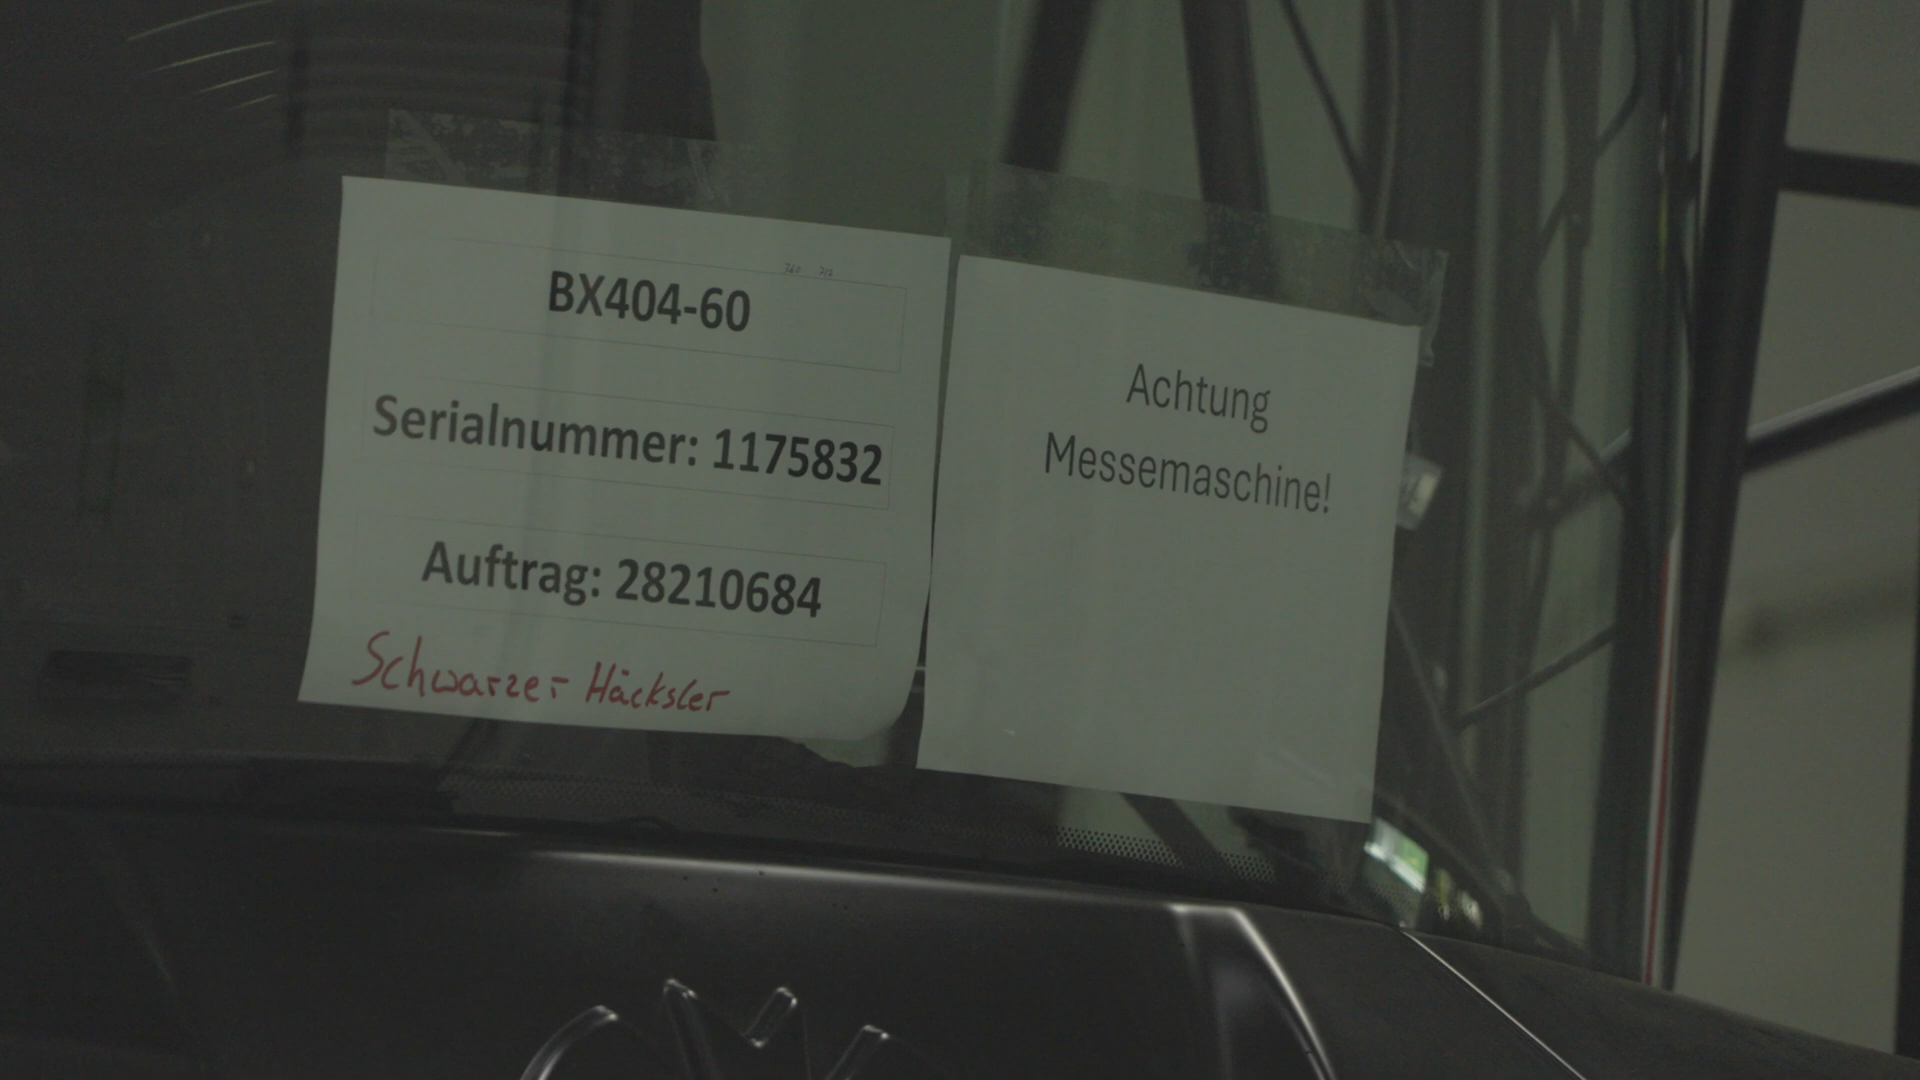 BX404-60
Serialnummer: 1175832
Auftrag: 28210684
Schwarzer Häcksler
Achtung
Messemaschine!